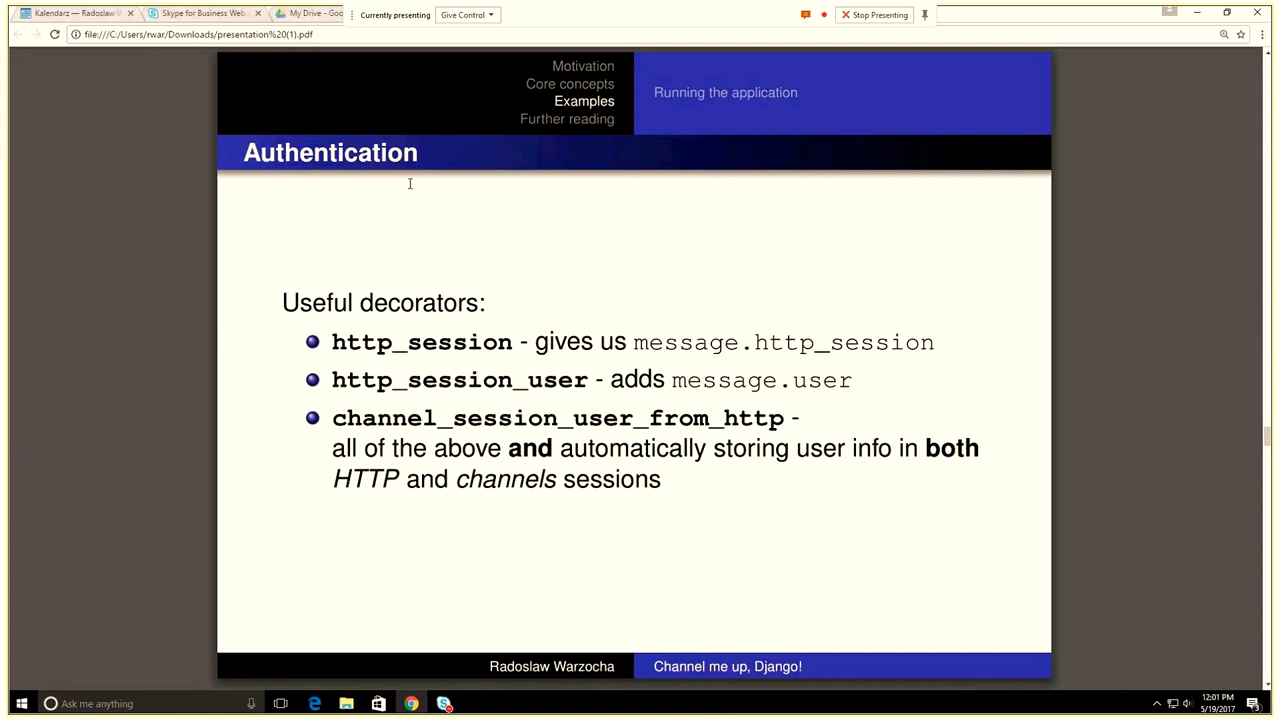 Kalendarz — Radoslaw W
Skype for Business Web
My Drive - Goo
Currently presenting
Give Control
Stop Presenting
file:///C:/Users/rwar/Downloads/presentation%20(1).pdf
Motivation
Core concepts
Examples
Further reading
Running the application
Authentication
Useful decorators:
http_session - gives us message.http_session
http_session_user - adds message.user
channel_session_user_from_http -
all of the above and automatically storing user info in both
HTTP and channels sessions
Radoslaw Warzocha
Channel me up, Django!
Ask me anything
12:01 PM
5/19/2017